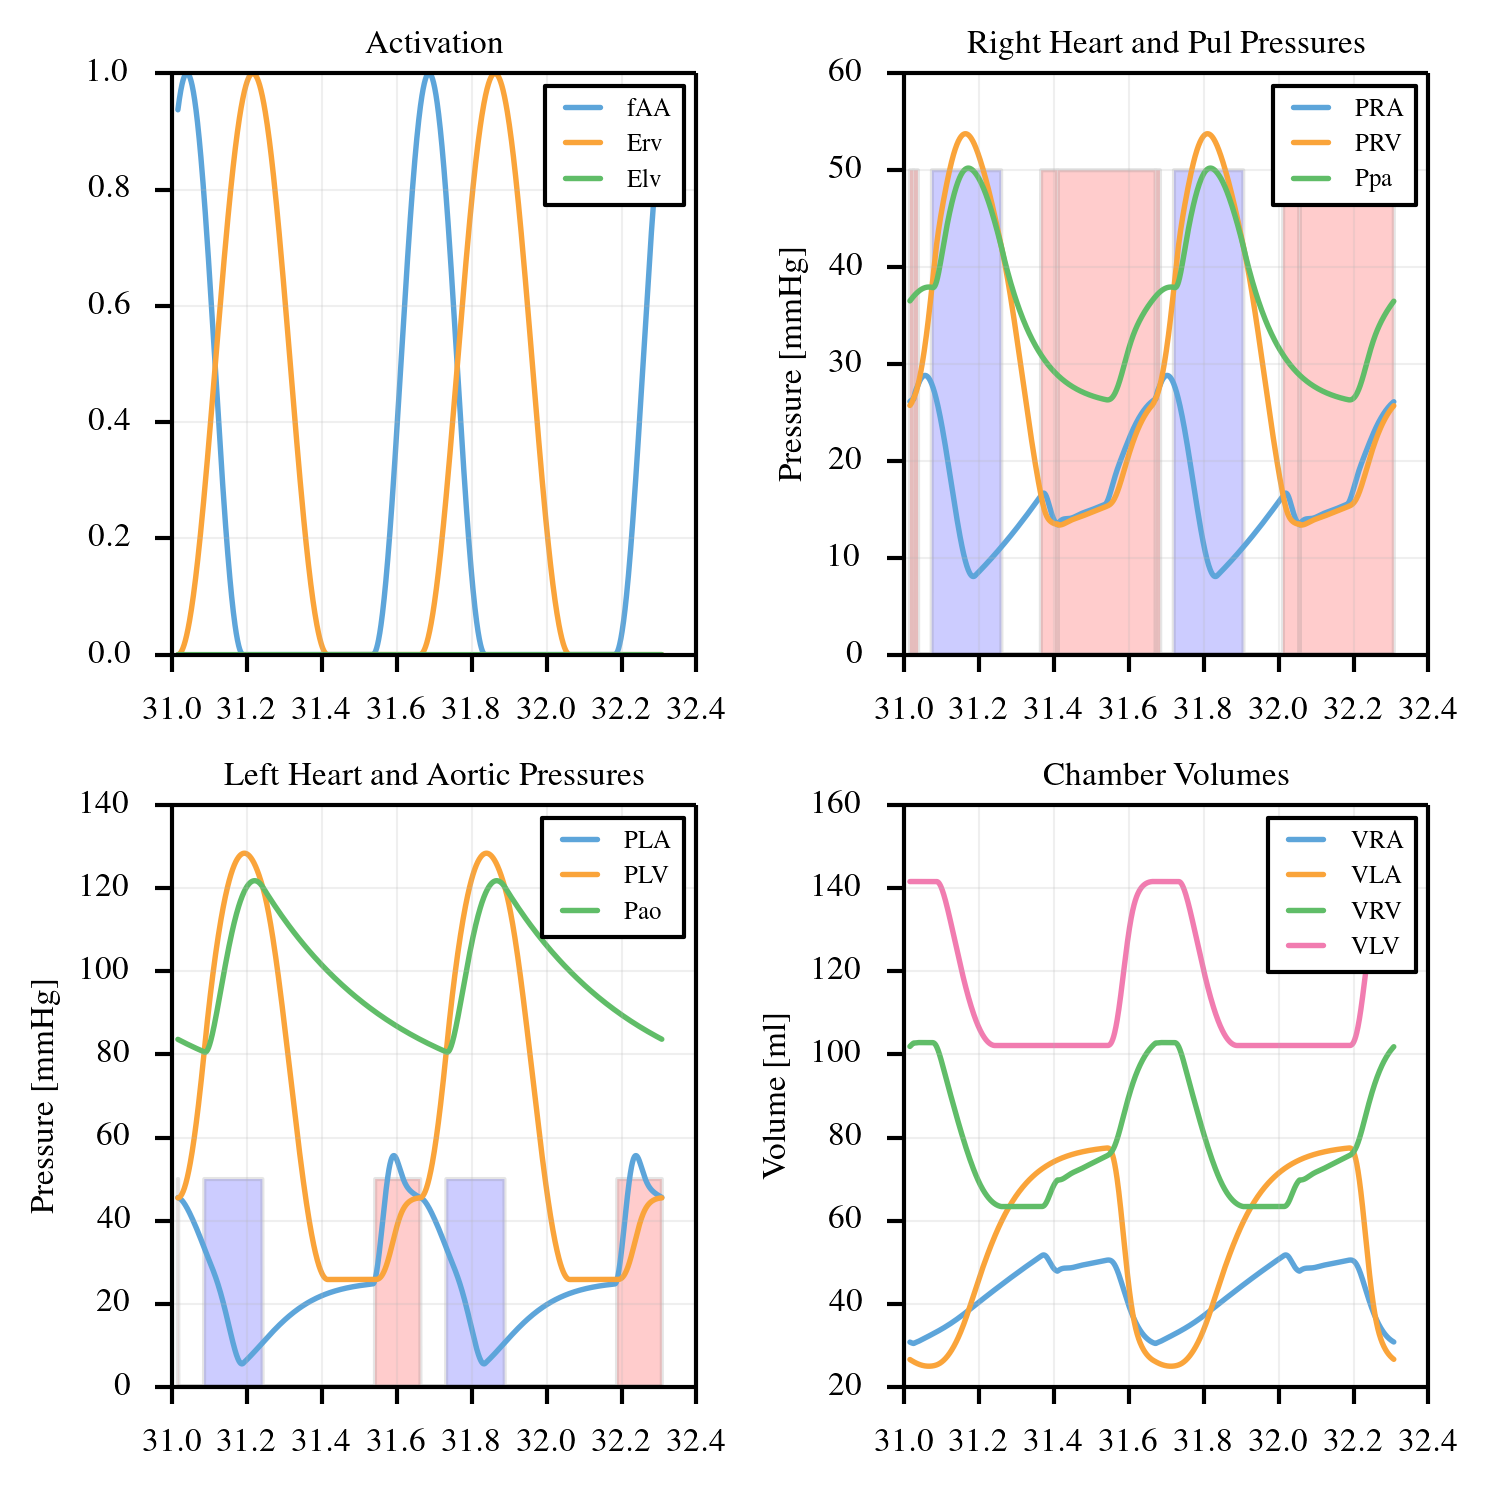 Activation
1.0
0.8
0.6
0.4
0.2
0.0
31.0 31.2 31.4 31.6 31.8 32.0 32.2 32.4
fAA
Erv
Elv
Right Heart and Pul Pressures
Pressure [mmHg]
60
50
40
30
20
10
0
31.0 31.2 31.4 31.6 31.8 32.0 32.2 32.4
PRA
PRV
Ppa
Left Heart and Aortic Pressures
Pressure [mmHg]
140
120
100
80
60
40
20
0
31.0 31.2 31.4 31.6 31.8 32.0 32.2 32.4
PLA
PLV
Pao
Chamber Volumes
Volume [ml]
160
140
120
100
80
60
40
20
31.0 31.2 31.4 31.6 31.8 32.0 32.2 32.4
VRA
VLA
VRV
VLV